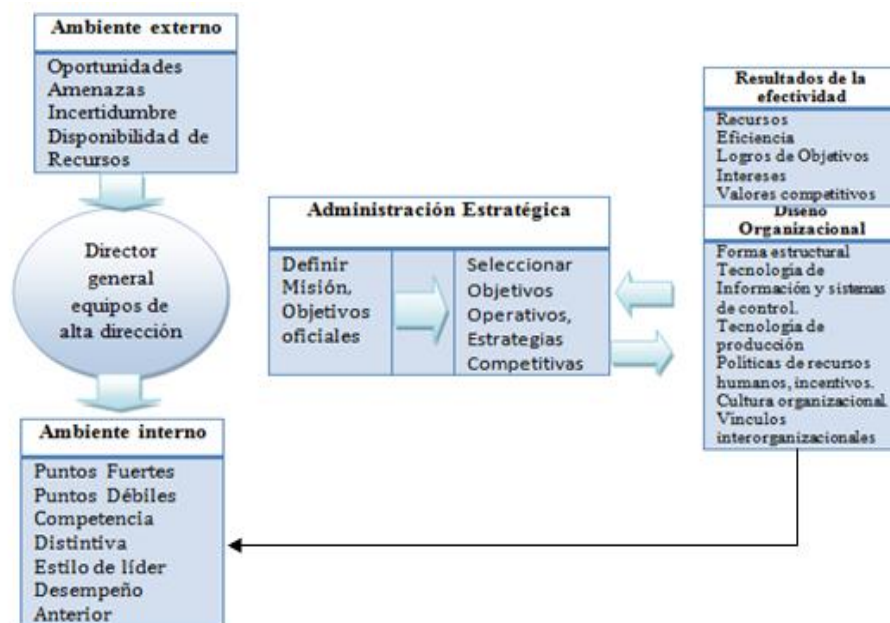 Ambiente externo
Oportunidades
Amenazas
Incertidumbre
Disponibilidad de
Recursos
Director
general
equipos de
alta dirección
Ambiente interno
Puntos Fuertes
Puntos Débiles
Competencia
Distintiva
Estilo de líder
Desempeño
Anterior
Administración Estratégica
Definir
Misión,
Objetivos
oficiales
Seleccionar
Objetivos
Operativos,
Estrategias
Competitivas
Resultados de la
efectividad
Recursos
Eficiencia
Logros de Objetivos
Intereses
Valores competitivos
Diseño
Organizacional
Forma estructural
Tecnología de
Información y sistemas
de control.
Tecnología de
producción
Políticas de recursos
humanos, incentivos.
Cultura organizacional.
Vínculos
interorganizacionales